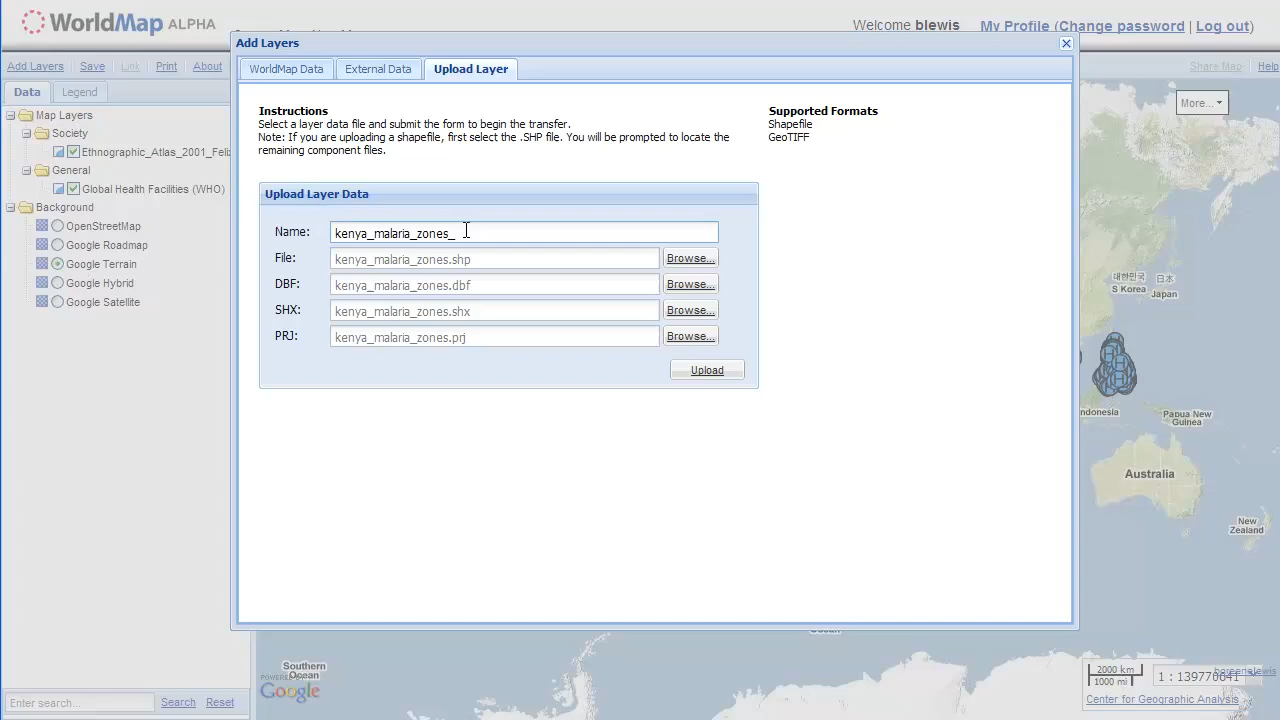 WorldMap ALPHA
Welcome blewis My Profile (Change password | Log out)
Add Layers
Add Layers Save Link Print About
Share Map Help
WorldMap Data External Data Upload Layer
Data Legend
More...
Instructions
Select a layer data file and submit the form to begin the transfer.
Note: If you are uploading a shapefile, first select the .SHP file. You will be prompted to locate the
remaining component files.
Supported Formats
Shapefile
GeoTIFF
Map Layers
Society
Ethnographic_Atlas_2001_Feli
General
Global Health Facilities (WHO)
Background
OpenStreetMap
Google Roadmap
Google Terrain
Google Hybrid
Google Satellite
Upload Layer Data
Name: kenya_malaria_zones_
File: kenya_malaria_zones.shp Browse...
DBF: kenya_malaria_zones.dbf Browse...
SHX: kenya_malaria_zones.shx Browse...
PRJ: kenya_malaria_zones.prj Browse...
Upload
대한민국
S Korea
日本
Japan
ndonesia
Papua New
Guinea
Australia
New
Zealand
Southern
Ocean
POWERED BY
Google
2000 km
1000 mi
1 : 139770641
Center for Geographic Analysis
Enter search... Search Reset